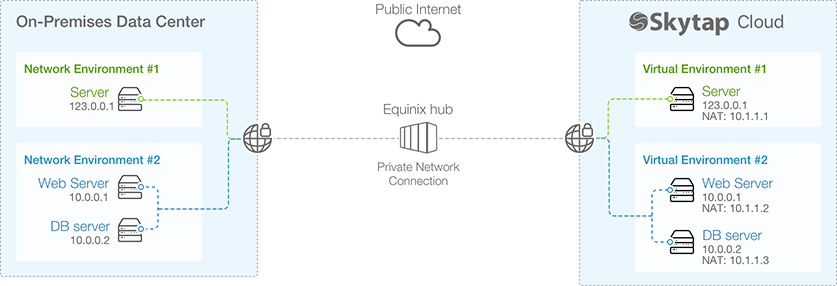 On-Premises Data Center
Network Environment #1
Server
123.0.0.1
Network Environment #2
Web Server
10.0.0.1
DB server
10.0.0.2
Public Internet
Equinix hub
Private Network
Connection
Skytap Cloud
Virtual Environment #1
Server
123.0.0.1
NAT: 10.1.1.1
Virtual Environment #2
Web Server
10.0.0.1
NAT: 10.1.1.2
DB server
10.0.0.2
NAT: 10.1.1.3